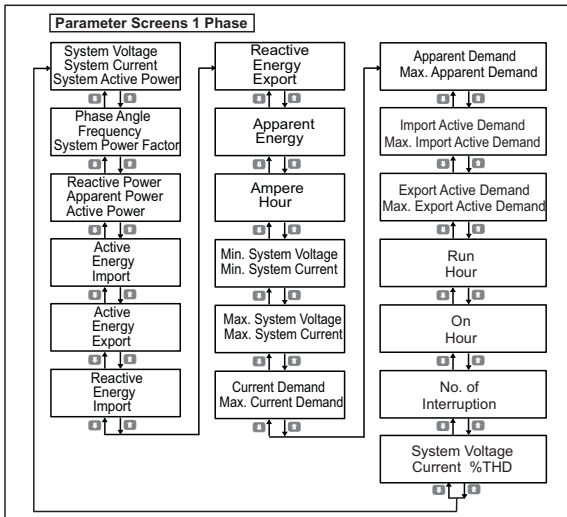 Parameter Screens 1 Phase
System Voltage
System Current
System Active Power
Phase Angle
Frequency
System Power Factor
Reactive Power
Apparent Power
Active Power
Active
Energy
Import
Active
Energy
Export
Reactive
Energy
Import
Reactive
Energy
Export
Apparent
Energy
Ampere
Hour
Min. System Voltage
Min. System Current
Max. System Voltage
Max. System Current
Current Demand
Max. Current Demand
Apparent Demand
Max. Apparent Demand
Import Active Demand
Max. Import Active Demand
Export Active Demand
Max. Export Active Demand
Run
Hour
On
Hour
No. of
Interruption
System Voltage
Current %THD